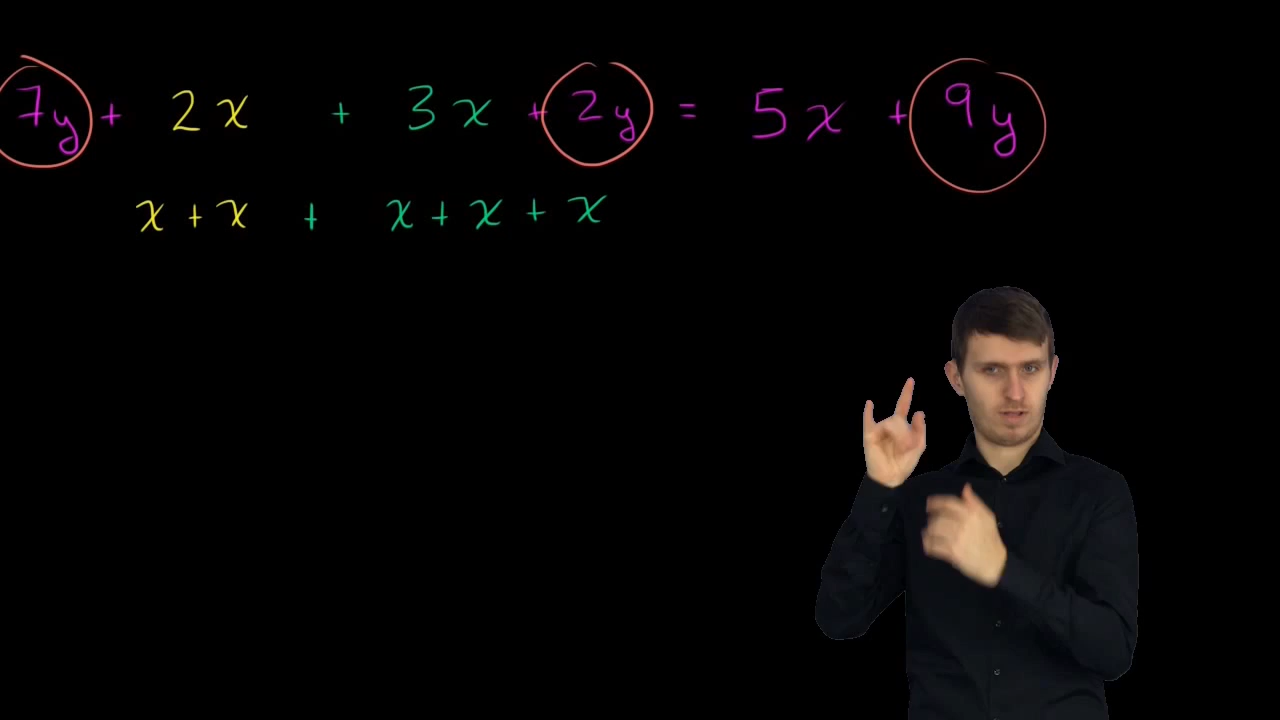 7y + 2x + 3x + 2y = 5x + 9y
x + x + x + x + x